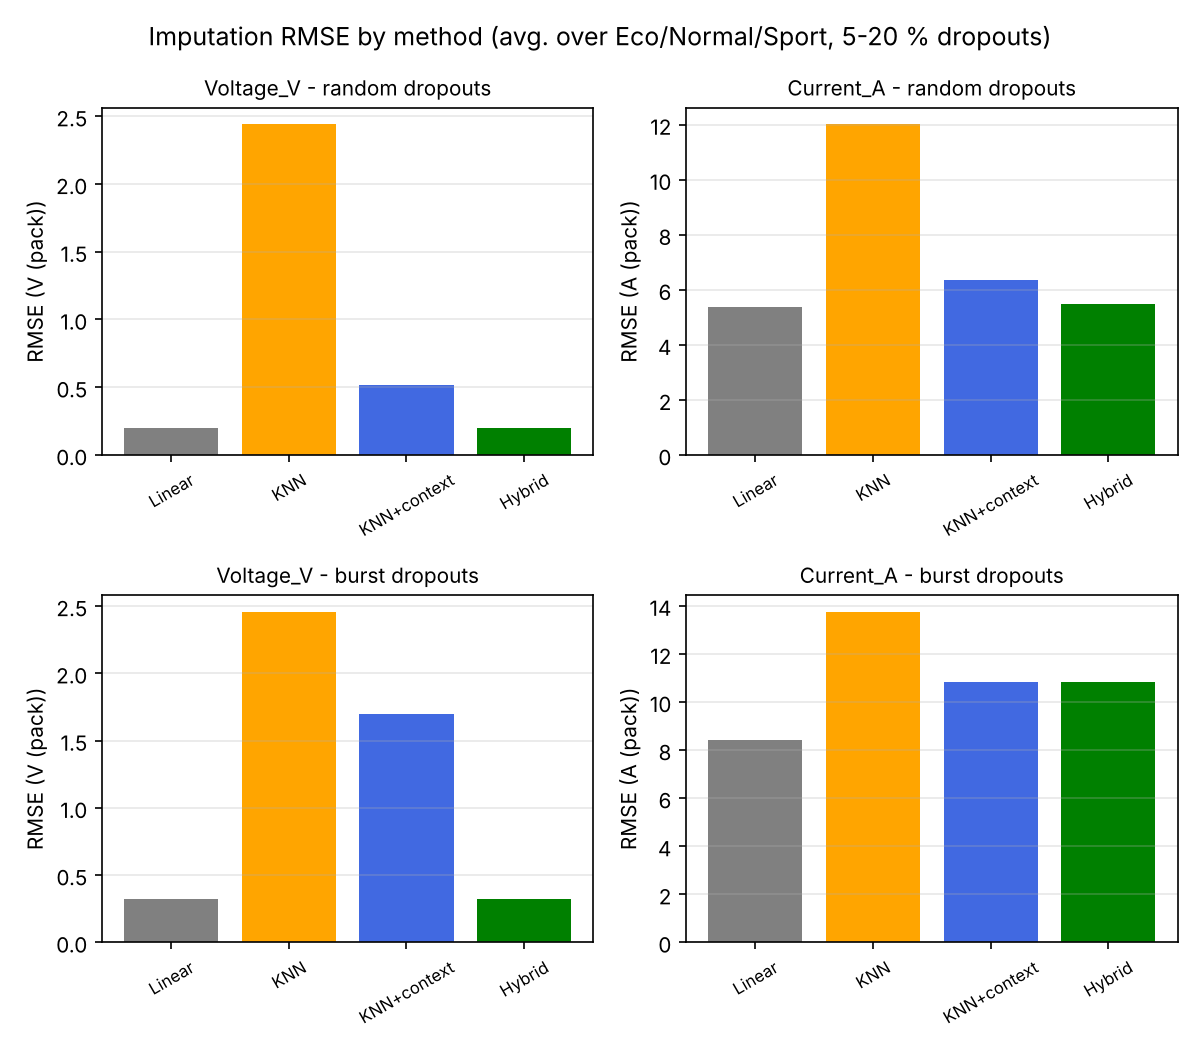 Imputation RMSE by method (avg. over Eco/Normal/Sport, 5-20 % dropouts)
Voltage_V - random dropouts
RMSE (V (pack))
2.5
2.0
1.5
1.0
0.5
0.0
Linear
KNN
KNN+context
Hybrid
Current_A - random dropouts
RMSE (A (pack))
12
10
8
6
4
2
0
Linear
KNN
KNN+context
Hybrid
Voltage_V - burst dropouts
RMSE (V (pack))
2.5
2.0
1.5
1.0
0.5
0.0
Linear
KNN
KNN+context
Hybrid
Current_A - burst dropouts
RMSE (A (pack))
14
12
10
8
6
4
2
0
Linear
KNN
KNN+context
Hybrid